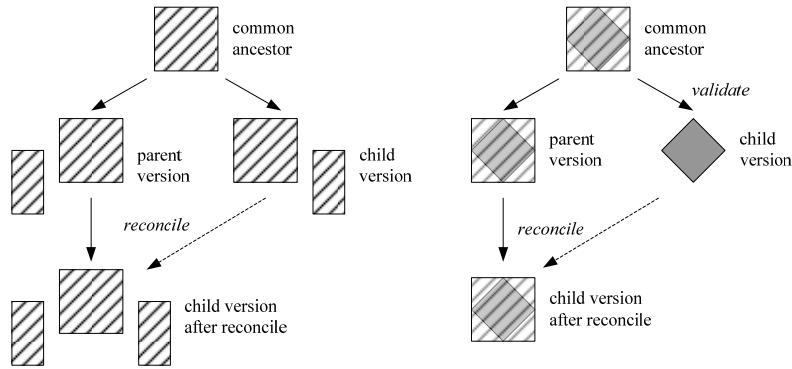 common
ancestor
parent
version
child
version
reconcile
child version
after reconcile
common
ancestor
validate
parent
version
child
version
reconcile
child version
after reconcile